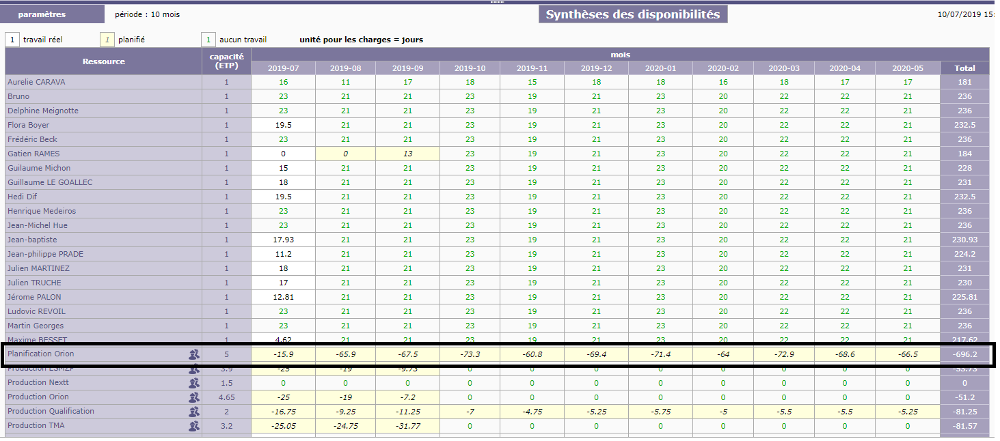 paramètres période : 10 mois Synthèses des disponibilités 10/07/2019 15:
1 travail réel 1 planifié 1 aucun travail unité pour les charges = jours
Ressource capacité (ETP) mois
2019-07 2019-08 2019-09 2019-10 2019-11 2019-12 2020-01 2020-02 2020-03 2020-04 2020-05 Total
Aurelie CARAVA 1 16 11 17 18 15 18 18 16 18 17 17 181
Bruno 1 23 21 21 23 19 21 23 20 22 22 21 236
Delphine Meignotte 1 23 21 21 23 19 21 23 20 22 22 21 236
Flora Boyer 1 19.5 21 21 23 19 21 23 20 22 22 21 232.5
Frédéric Beck 1 23 21 21 23 19 21 23 20 22 22 21 236
Gatien RAMES 1 0 0 13 23 19 21 23 20 22 22 21 184
Guilaume Michon 1 15 21 21 23 19 21 23 20 22 22 21 228
Guillaume LE GOALLEC 1 18 21 21 23 19 21 23 20 22 22 21 231
Hedi Dif 1 19.5 21 21 23 19 21 23 20 22 22 21 232.5
Henrique Medeiros 1 23 21 21 23 19 21 23 20 22 22 21 236
Jean-Michel Hue 1 23 21 21 23 19 21 23 20 22 22 21 236
Jean-baptiste 1 17.93 21 21 23 19 21 23 20 22 22 21 230.93
Jean-philippe PRADE 1 11.2 21 21 23 19 21 23 20 22 22 21 224.2
Julien MARTINEZ 1 18 21 21 23 19 21 23 20 22 22 21 231
Julien TRUCHE 1 17 21 21 23 19 21 23 20 22 22 21 230
Jérome PALON 1 12.81 21 21 23 19 21 23 20 22 22 21 225.81
Ludovic REVOIL 1 23 21 21 23 19 21 23 20 22 22 21 236
Martin Georges 1 23 21 21 23 19 21 23 20 22 22 21 236
Maxime BESSET 1 4.62 21 21 23 19 21 23 20 22 22 21 217.62
Planification Orion 5 -15.9 -65.9 -67.5 -73.3 -60.8 -69.4 -71.4 -64 -72.9 -68.6 -66.5 -696.2
Production ESMZP 3.9 -25 -19 -9.75 0 0 0 0 0 0 0 0 -53.75
Production Nextt 1.5 0 0 0 0 0 0 0 0 0 0 0 0
Production Orion 4.65 -25 -19 -7.2 0 0 0 0 0 0 0 0 -51.2
Production Qualification 2 -16.75 -9.25 -11.25 -7 -4.75 -5.25 -5.75 -5 -5.5 -5.5 -5.25 -81.25
Production TMA 3.2 -25.05 -24.75 -31.77 0 0 0 0 0 0 0 0 -81.57